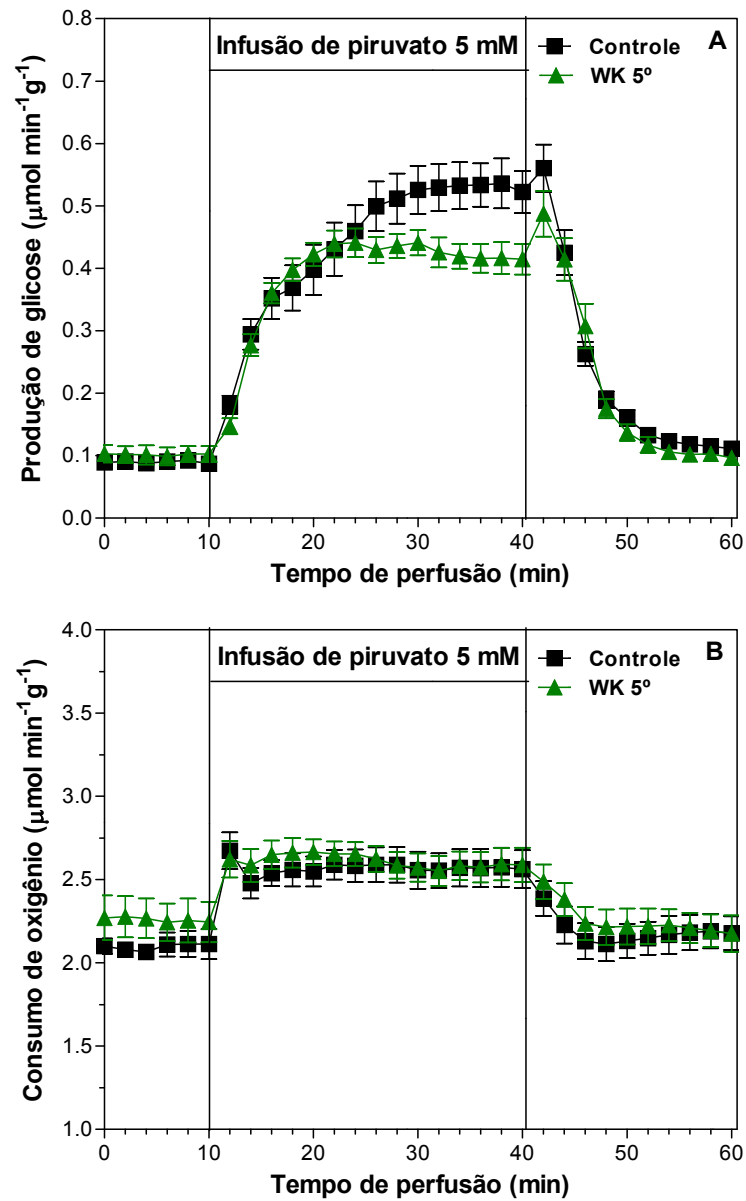 Infusão de piruvato 5 mM
Controle
WK 5º
A
Produção de glicose (µmol min⁻¹g⁻¹)
0.8
0.7
0.6
0.5
0.4
0.3
0.2
0.1
0.0
0 10 20 30 40 50 60
Tempo de perfusão (min)
Infusão de piruvato 5 mM
Controle
WK 5º
B
Consumo de oxigênio (µmol min⁻¹g⁻¹)
4.0
3.5
3.0
2.5
2.0
1.5
1.0
0 10 20 30 40 50 60
Tempo de perfusão (min)